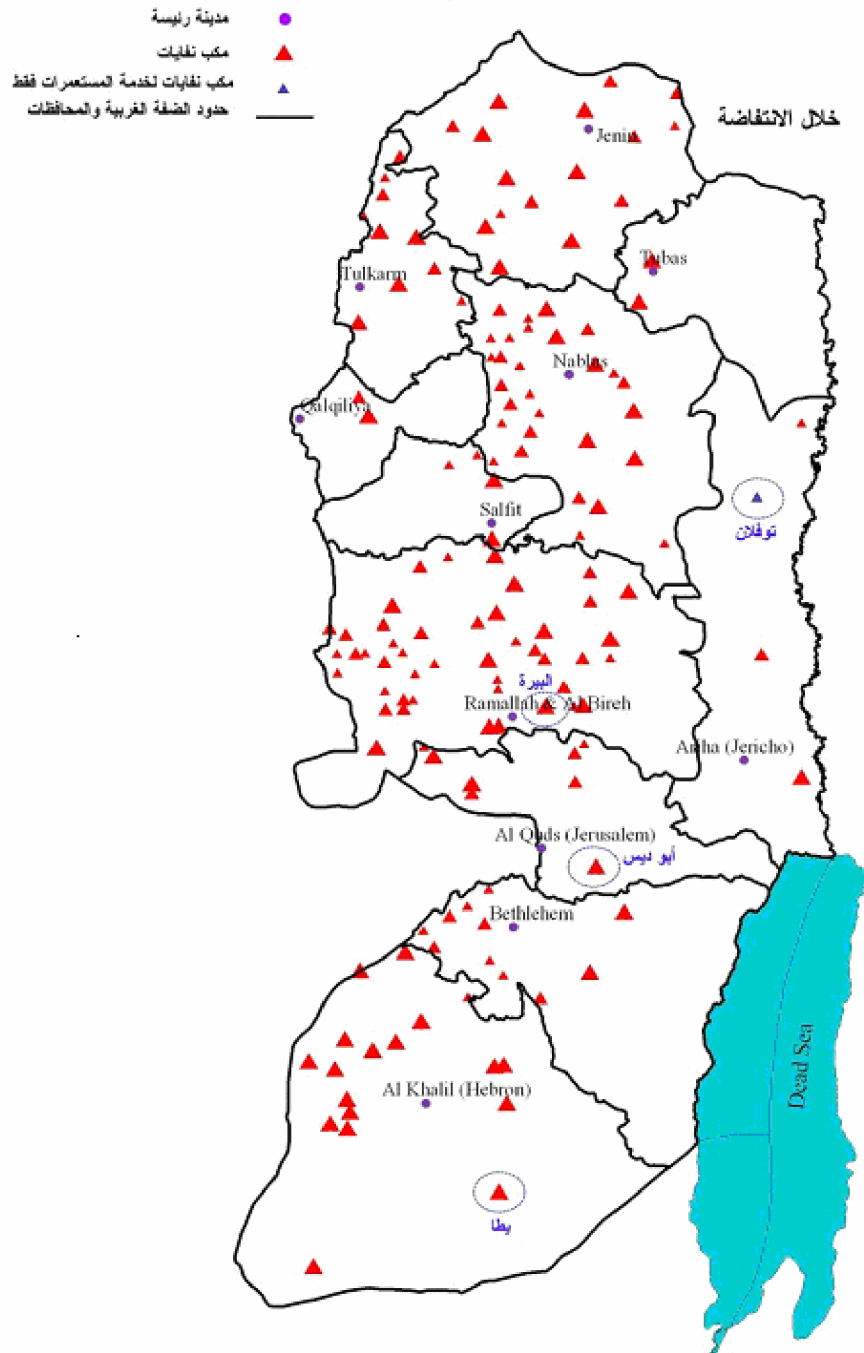 مدينة رئيسة
مكب نفايات
مكب نفايات لخدمة المستعمرات فقط
حدود الضفة الغربية والمحافظات
خلال الانتفاضة
Jenin
Tubas
Tulkarm
Nablus
Qalqiliya
توفلان
Salfit
البيرة
Ramallah & Al Bireh
Ariha (Jericho)
Al Quds (Jerusalem)
أبو ديس
Bethlehem
Dead Sea
Al Khalil (Hebron)
يطا